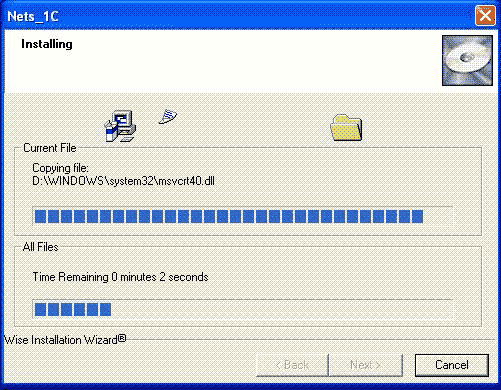 Nets_1C
Installing
Current File
Copying file:
D:\WINDOWS\system32\msvcrt40.dll
All Files
Time Remaining 0 minutes 2 seconds
Wise Installation Wizard®
< Back
Next >
Cancel